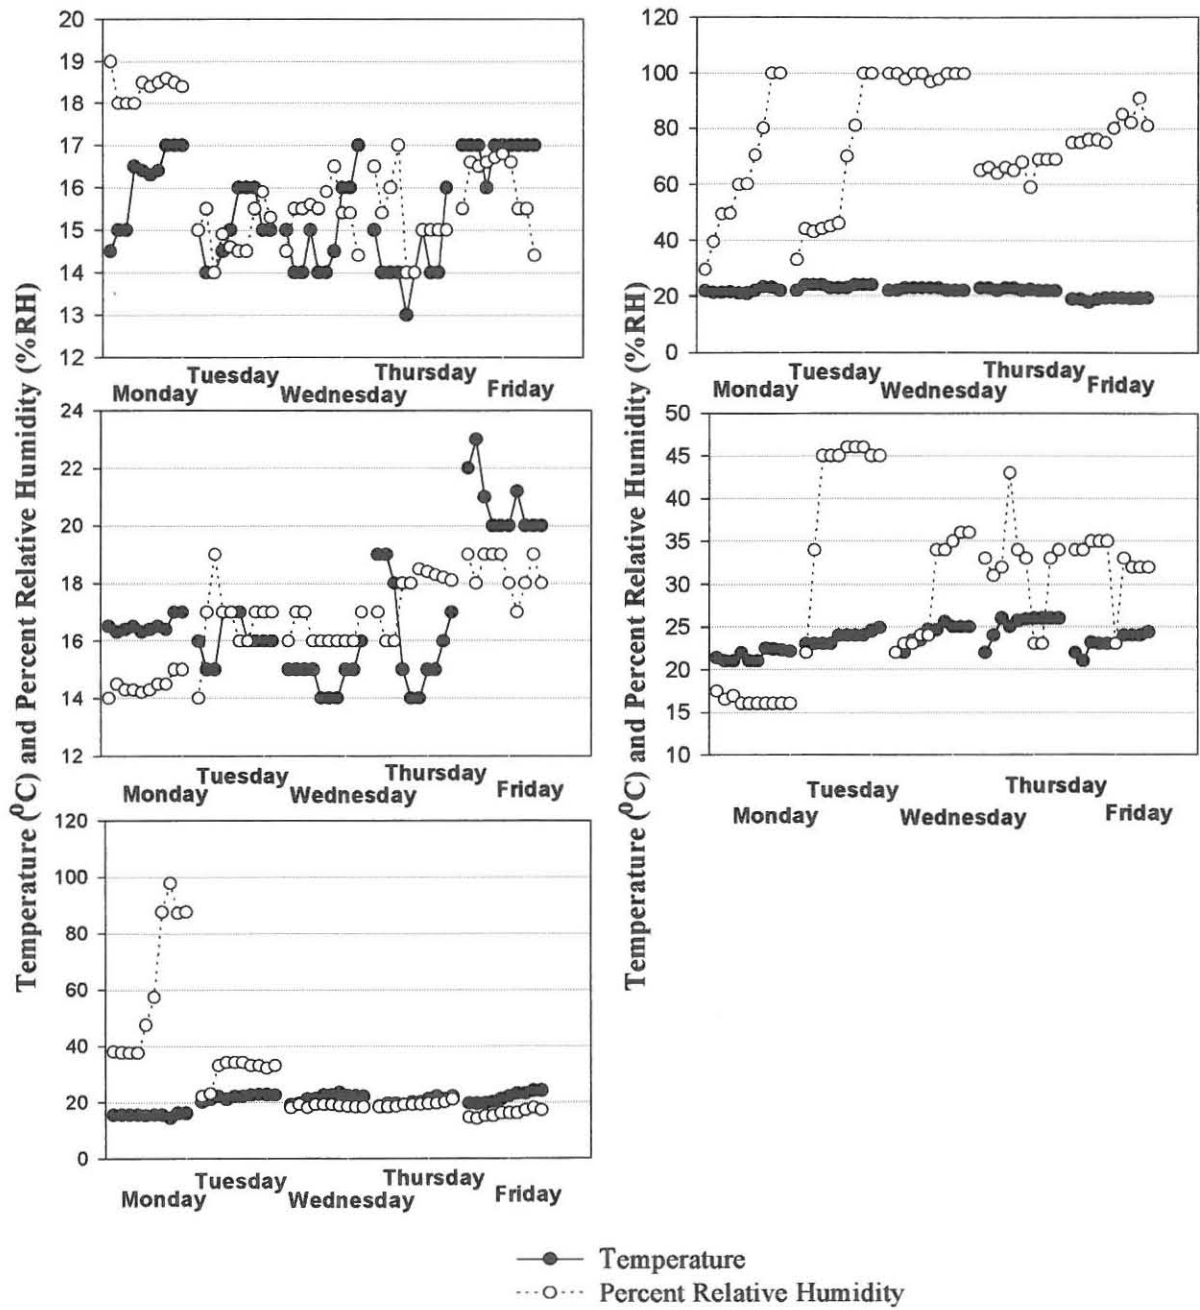 Temperature (⁰C) and Percent Relative Humidity (%RH)
20
19
18
17
16
15
14
13
12
Monday
Tuesday
Wednesday
Thursday
Friday
24
22
20
18
16
14
12
Monday
Tuesday
Wednesday
Thursday
Friday
120
100
80
60
40
20
0
Monday
Tuesday
Wednesday
Thursday
Friday
Temperature (⁰C) and Percent Relative Humidity (%RH)
120
100
80
60
40
20
0
Monday
Tuesday
Wednesday
Thursday
Friday
50
45
40
35
30
25
20
15
10
Monday
Tuesday
Wednesday
Thursday
Friday
Temperature
Percent Relative Humidity